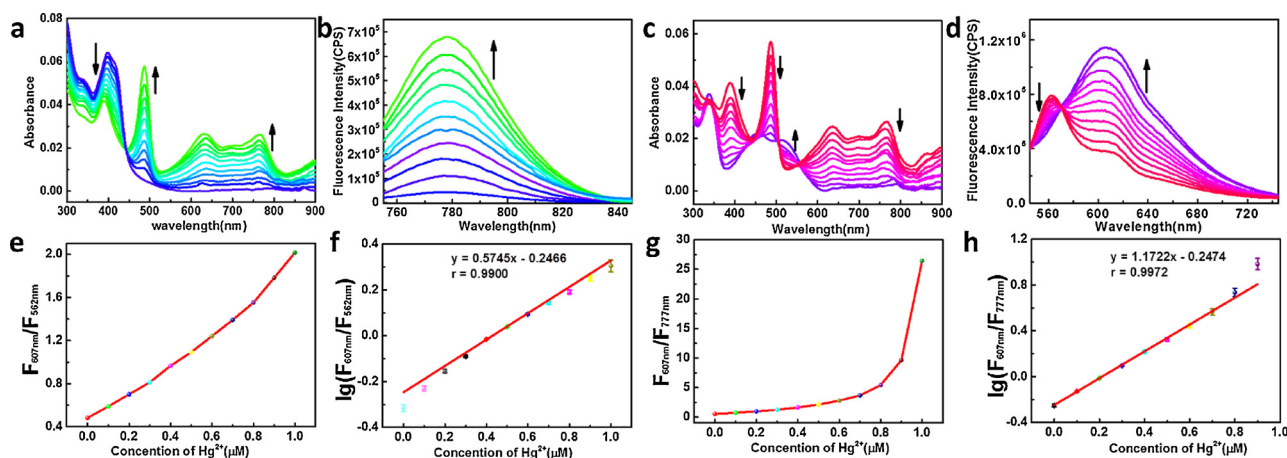 a
0.08
0.06
0.04
0.02
0.00
Absorbance
300 400 500 600 700 800 900
wavelength(nm)
b
7x10⁵
6x10⁵
5x10⁵
4x10⁵
3x10⁵
2x10⁵
1x10⁵
0
Fluorescence Intensity(CPS)
760 780 800 820 840
Wavelength(nm)
c
0.06
0.04
0.02
0.00
Absorbance
300 400 500 600 700 800 900
Wavelength(nm)
d
1.2x10⁶
8.0x10⁵
4.0x10⁵
0.0
Fluorescence Intensity(CPS)
560 600 640 680 720
Wavelength(nm)
e
2.0
1.6
1.2
0.8
0.4
F607nm/F562nm
0.0 0.2 0.4 0.6 0.8 1.0
Concention of Hg²⁺(μM)
f
y = 0.5745x - 0.2466
r = 0.9900
0.4
0.2
0.0
-0.2
-0.4
lg(F607nm/F562nm)
0.0 0.2 0.4 0.6 0.8 1.0
Concention of Hg²⁺(μM)
g
30
25
20
15
10
5
0
F607nm/F777nm
0.0 0.2 0.4 0.6 0.8 1.0
Concention of Hg²⁺(μM)
h
y = 1.1722x - 0.2474
r = 0.9972
1.2
0.8
0.4
0.0
-0.4
lg(F607nm/F777nm)
0.0 0.2 0.4 0.6 0.8 1.0
Concention of Hg²⁺(μM)